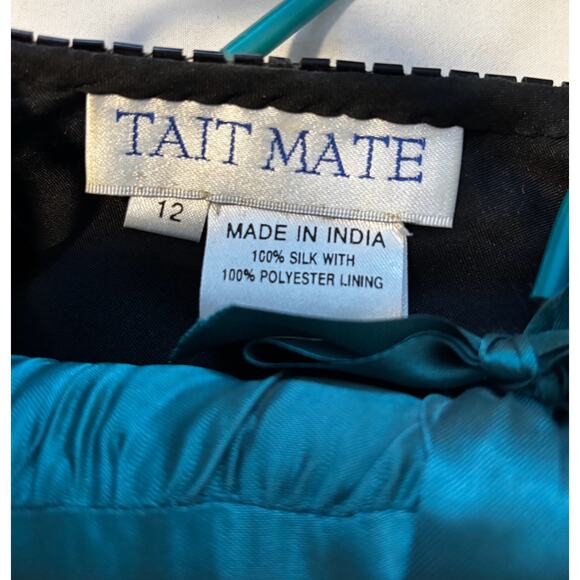 TAIT MATE
12
MADE IN INDIA
100% SILK WITH
100% POLYESTER LINING